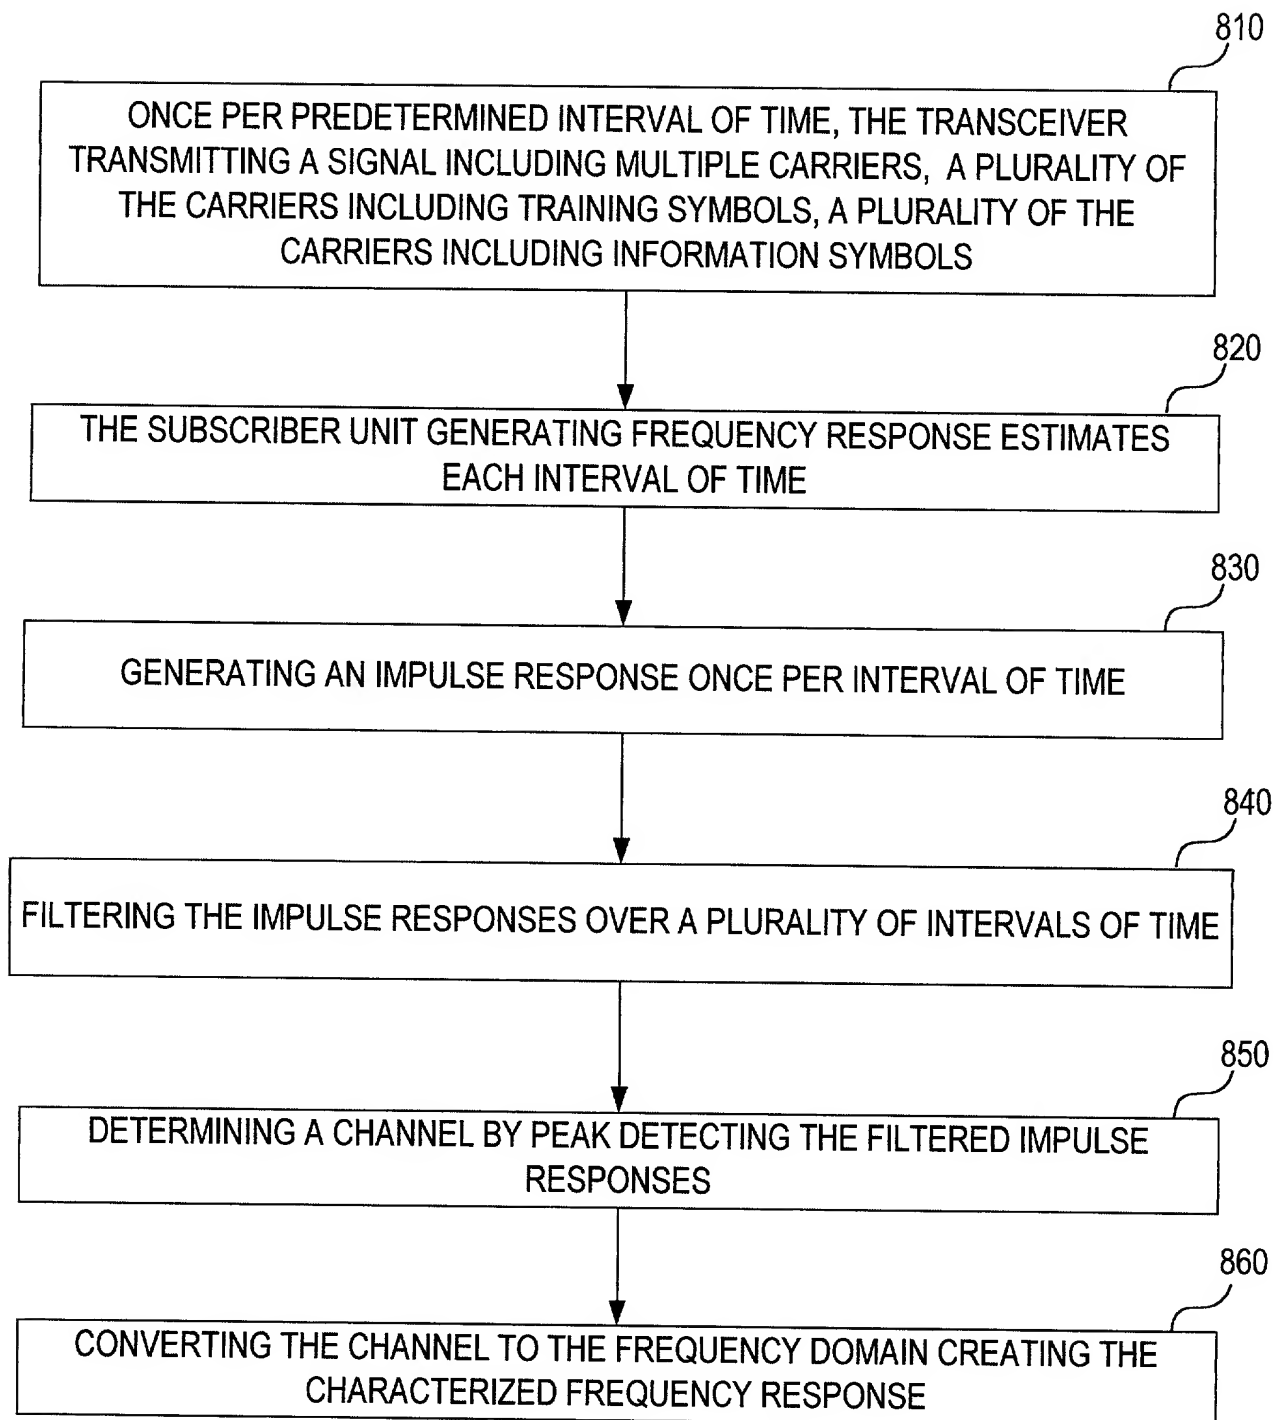 810
ONCE PER PREDETERMINED INTERVAL OF TIME, THE TRANSCEIVER
TRANSMITTING A SIGNAL INCLUDING MULTIPLE CARRIERS, A PLURALITY OF
THE CARRIERS INCLUDING TRAINING SYMBOLS, A PLURALITY OF THE
CARRIERS INCLUDING INFORMATION SYMBOLS
820
THE SUBSCRIBER UNIT GENERATING FREQUENCY RESPONSE ESTIMATES
EACH INTERVAL OF TIME
830
GENERATING AN IMPULSE RESPONSE ONCE PER INTERVAL OF TIME
840
FILTERING THE IMPULSE RESPONSES OVER A PLURALITY OF INTERVALS OF TIME
850
DETERMINING A CHANNEL BY PEAK DETECTING THE FILTERED IMPULSE
RESPONSES
860
CONVERTING THE CHANNEL TO THE FREQUENCY DOMAIN CREATING THE
CHARACTERIZED FREQUENCY RESPONSE